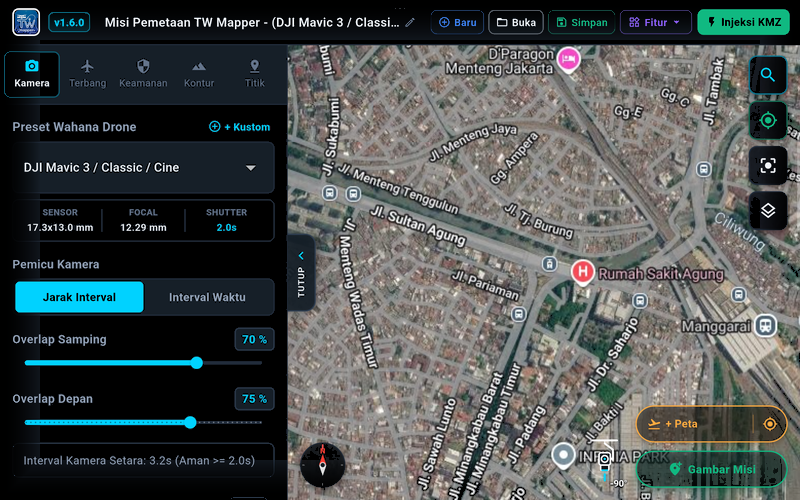 TW
v1.6.0
Misi Pemetaan TW Mapper - (DJI Mavic 3 / Classi...
Baru
Buka
Simpan
Fitur
Injeksi KMZ
Kamera
Terbang
Keamanan
Kontur
Titik
Preset Wahana Drone
+ Kustom
DJI Mavic 3 / Classic / Cine
SENSOR
17.3x13.0 mm
FOCAL
12.29 mm
SHUTTER
2.0s
Pemicu Kamera
Jarak Interval
Interval Waktu
Overlap Samping
70 %
Overlap Depan
75 %
Interval Kamera Setara: 3.2s (Aman >= 2.0s)
TUTUP
D'Paragon
Menteng Jakarta
Jl. Sukabumi
Jl. Menteng Jaya
Gg. Ampera
Gg-E
Gg-C
Jl. Tambak
Jl. Menteng Tenggulun
Jl. Tj. Burung
Jl. Sultan Agung
Ciliwung
Jl. Menteng Wadas Timur
Jl. Pariaman
Rumah Sakit Agung
Manggarai
Jl. Dr. Saharjo
Jl. Minangkabau Barat
Jl. Minangkabau Timur
Jl. Sawah Lunto
Jl. Padang
Jl. Bakti I
PARK
-90°
+ Peta
Gambar Misi